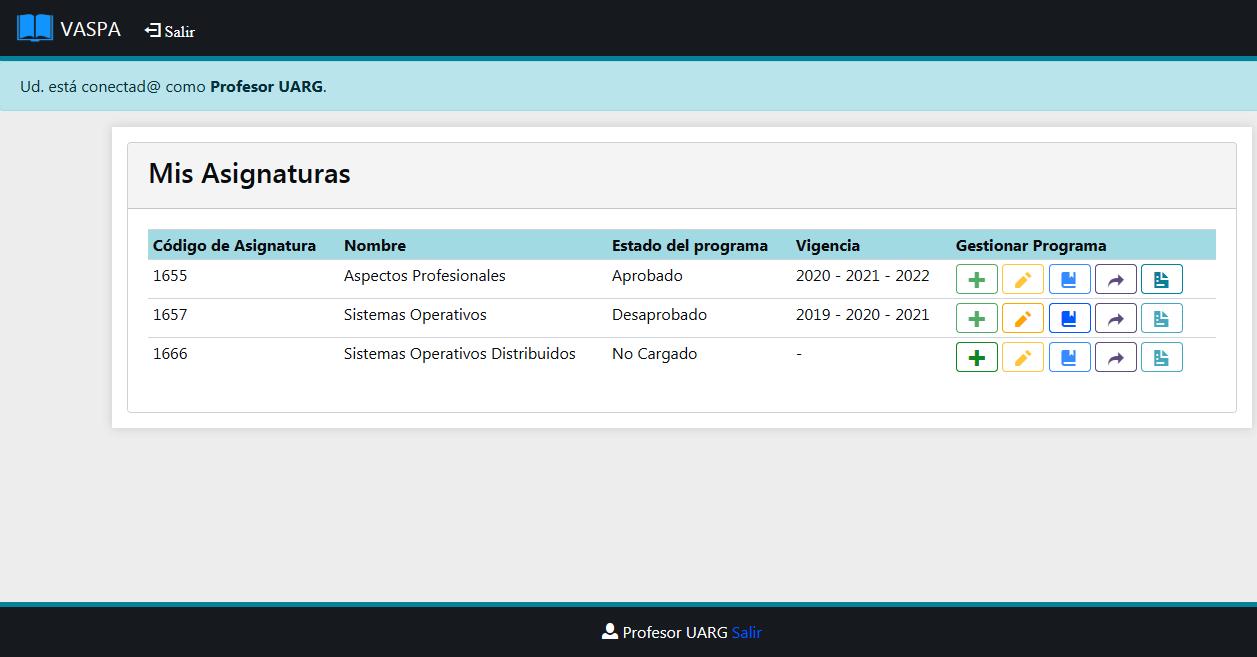 VASPA Salir
Ud. está conectad@ como Profesor UARG.
Mis Asignaturas
Código de Asignatura Nombre Estado del programa Vigencia Gestionar Programa
1655 Aspectos Profesionales Aprobado 2020 - 2021 - 2022
1657 Sistemas Operativos Desaprobado 2019 - 2020 - 2021
1666 Sistemas Operativos Distribuidos No Cargado -
Profesor UARG Salir